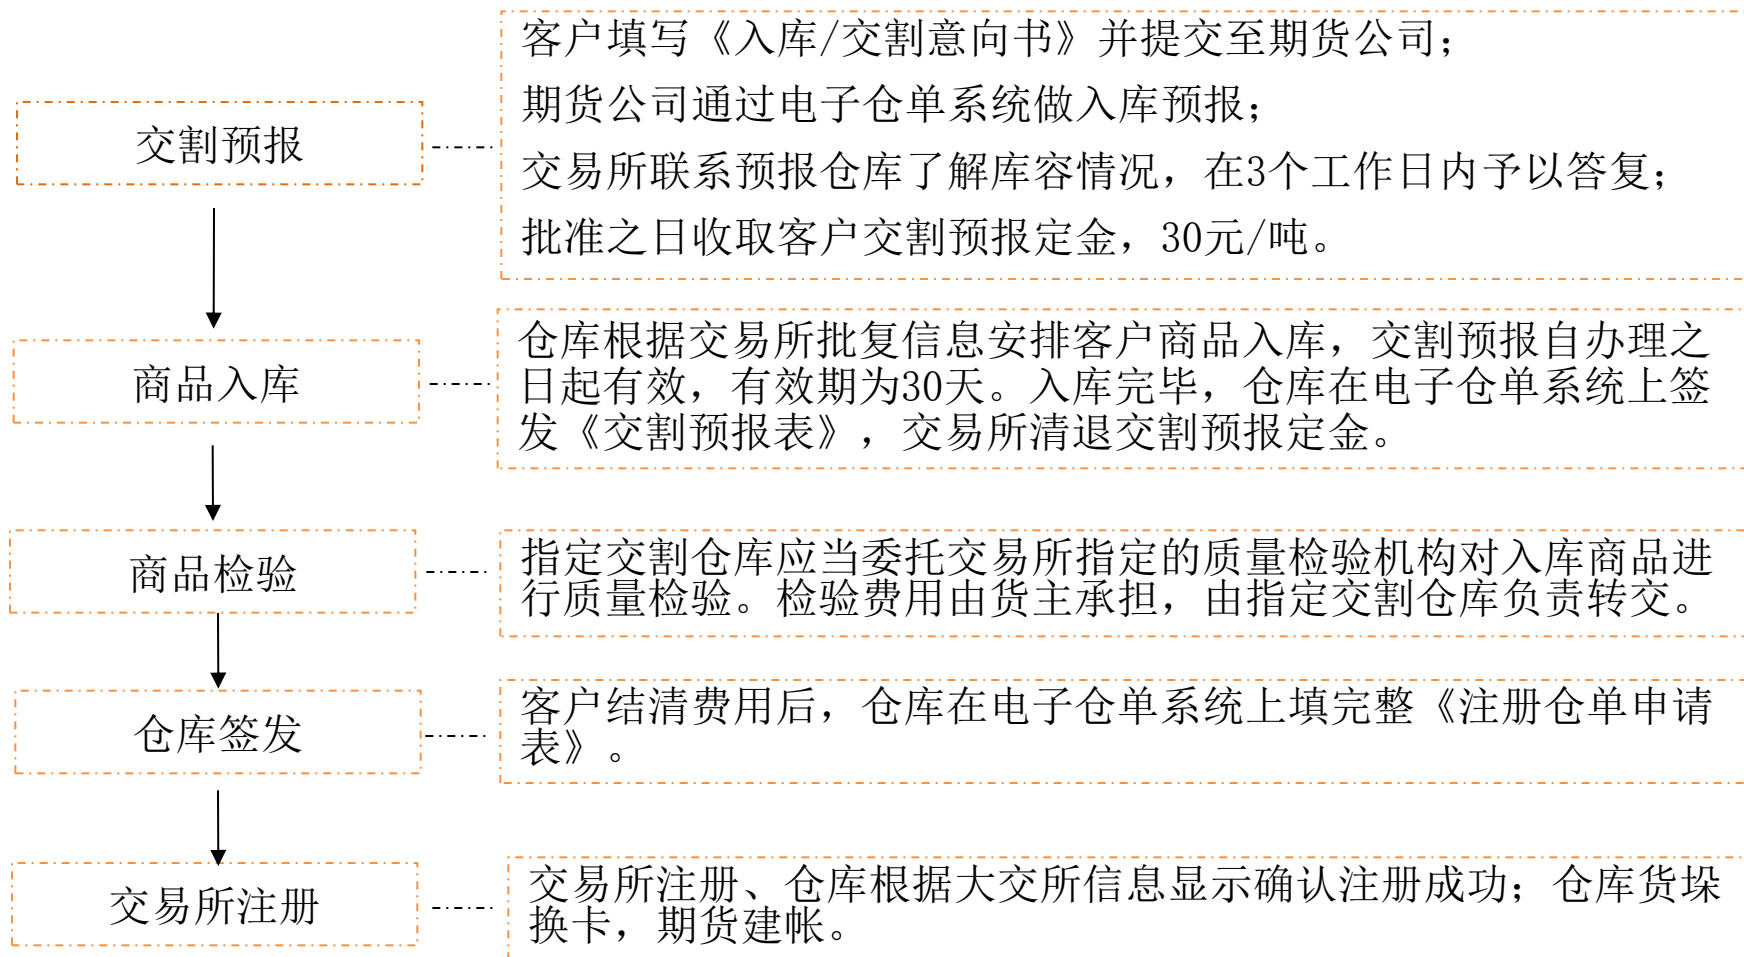 交割预报
客户填写《入库/交割意向书》并提交至期货公司；
期货公司通过电子仓单系统做入库预报；
交易所联系预报仓库了解库容情况，在3个工作日内予以答复；
批准之日收取客户交割预报定金，30元/吨。
商品入库
仓库根据交易所批复信息安排客户商品入库，交割预报自办理之
日起有效，有效期为30天。入库完毕，仓库在电子仓单系统上签
发《交割预报表》，交易所清退交割预报定金。
商品检验
指定交割仓库应当委托交易所指定的质量检验机构对入库商品进
行质量检验。检验费用由货主承担，由指定交割仓库负责转交。
仓库签发
客户结清费用后，仓库在电子仓单系统上填完整《注册仓单申请
表》。
交易所注册
交易所注册、仓库根据大交所信息显示确认注册成功；仓库货垛
换卡，期货建帐。